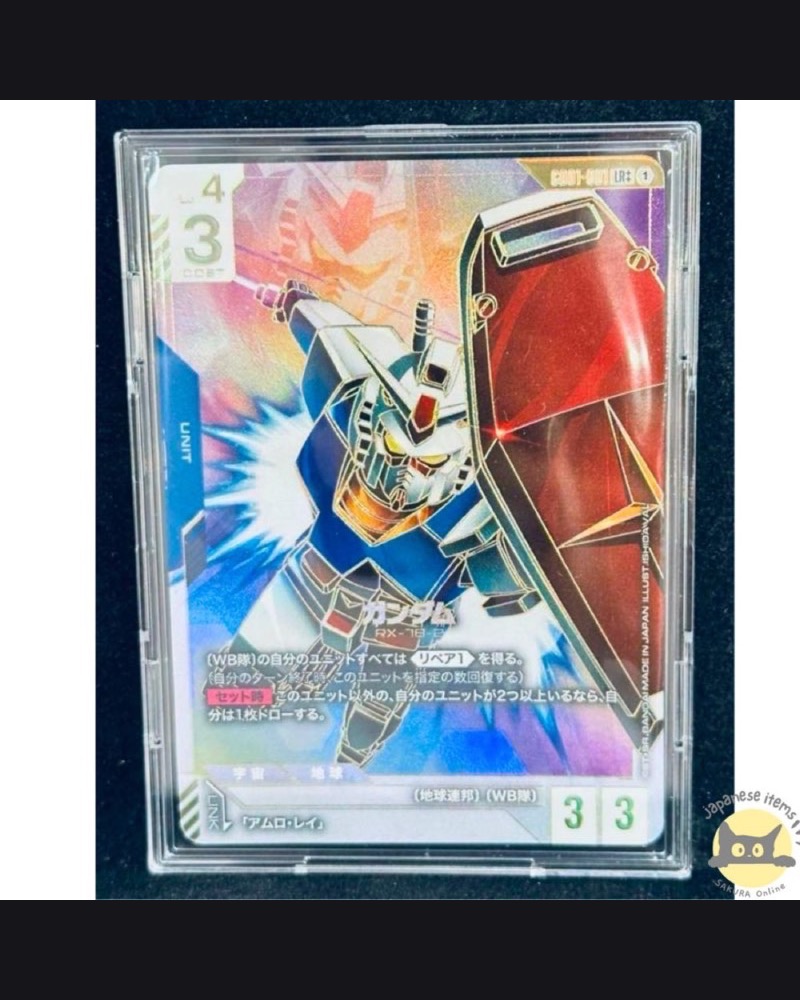 L 4
3
COST
GD01-001 LR‡ 1
UNIT
ガンダム
RX-78-2
〔WB隊〕の自分のユニットすべては リペア1 を得る。
(自分のターン終了時、このユニットを指定の数回復する)
セット時 このユニット以外の、自分のユニットが2つ以上いるなら、自
分は1枚ドローする。
宇宙 地球
LINK
〔地球連邦〕〔WB隊〕
「アムロ・レイ」
3 3
BANDAI MADE IN JAPAN ILLUST.
Japanese items
SAKURA Online